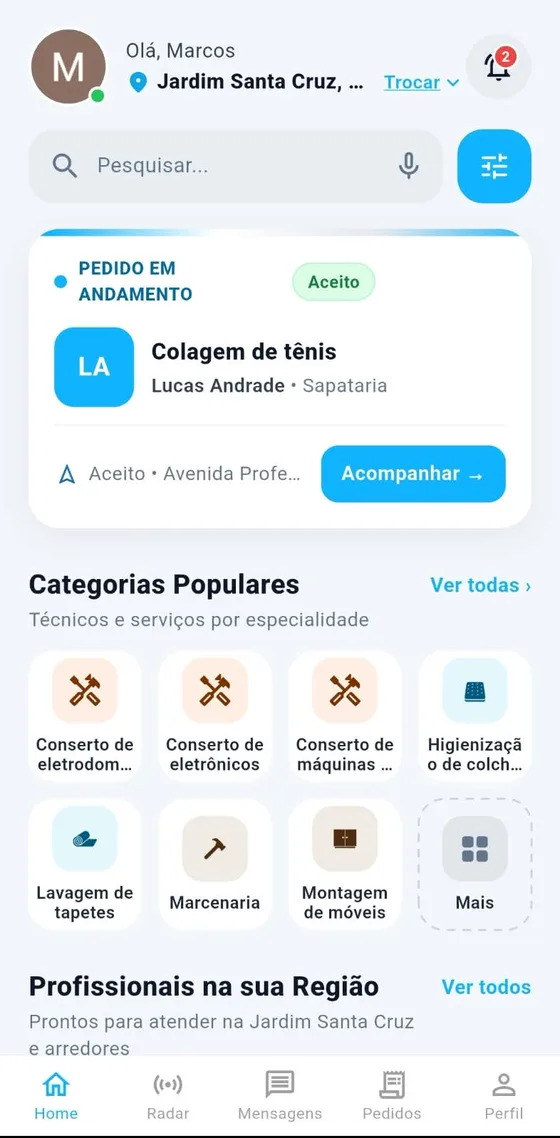 M
Olá, Marcos
Jardim Santa Cruz, ... Trocar
2
Pesquisar...
PEDIDO EM
ANDAMENTO
Aceito
LA
Colagem de tênis
Lucas Andrade • Sapataria
Aceito • Avenida Profe...
Acompanhar →
Categorias Populares
Ver todas ›
Técnicos e serviços por especialidade
Conserto de
eletrodom...
Conserto de
eletrônicos
Conserto de
máquinas ...
Higienizaçã
o de colch...
Lavagem de
tapetes
Marcenaria
Montagem
de móveis
Mais
Profissionais na sua Região
Ver todos
Prontos para atender na Jardim Santa Cruz
e arredores
Home
Radar
Mensagens
Pedidos
Perfil